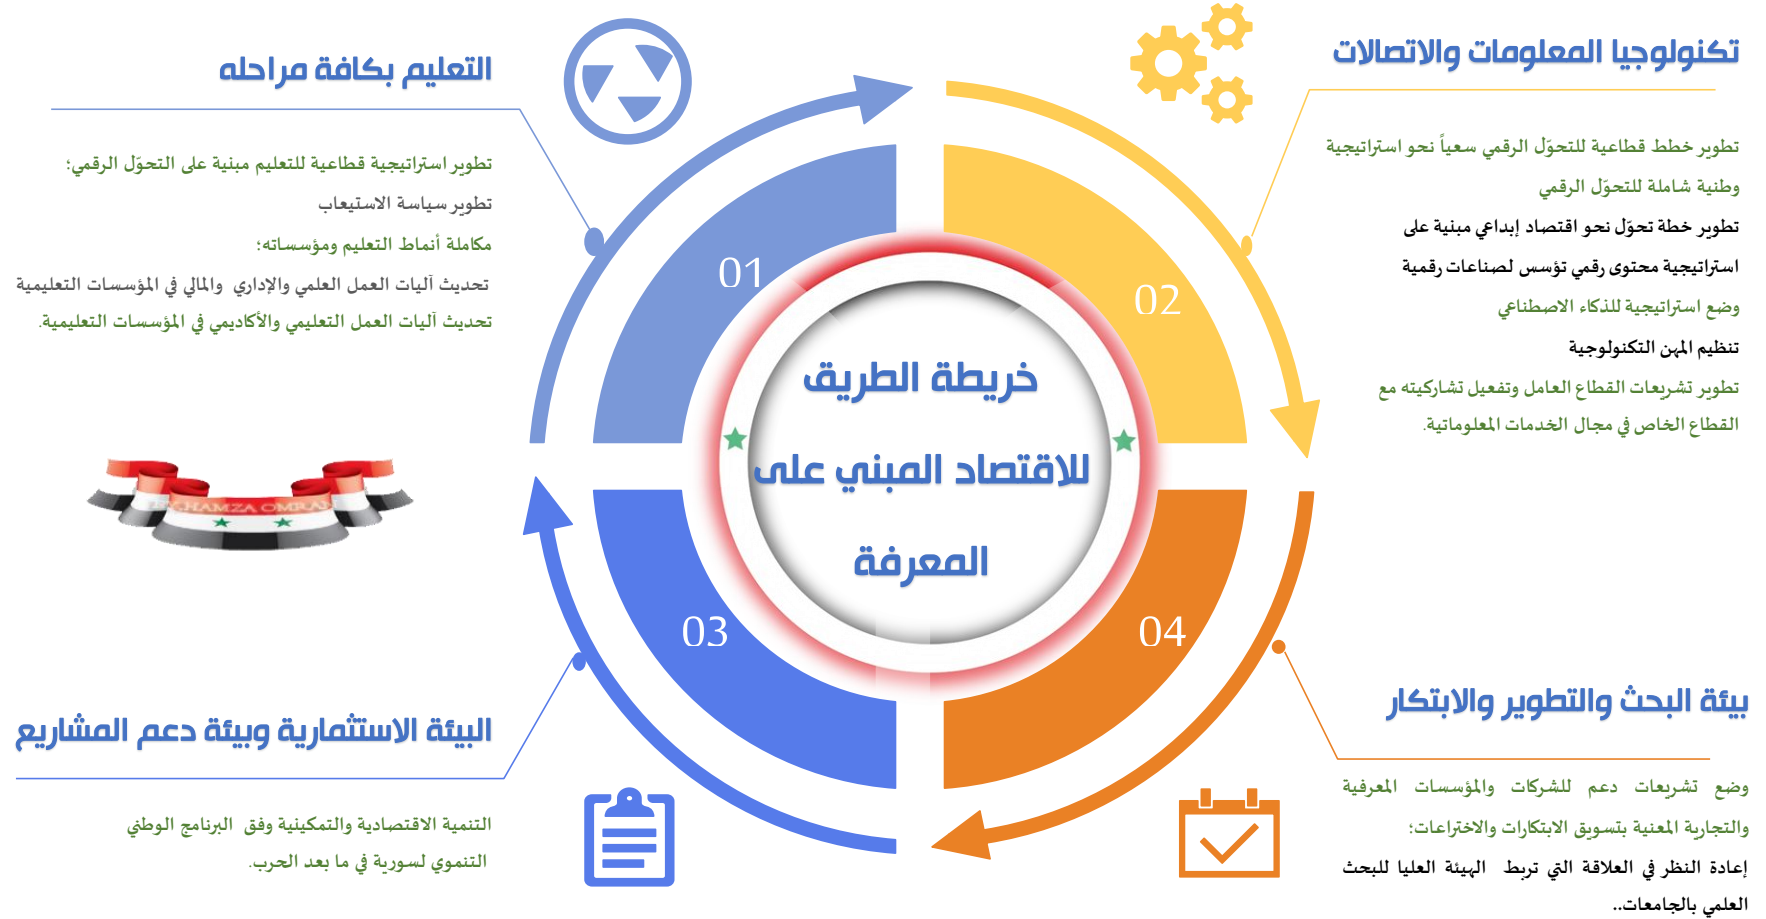 تكنولوجيا المعلومات والاتصالات
تطوير خطط قطاعية للتحوّل الرقمي سعياً نحو استراتيجية
وطنية شاملة للتحوّل الرقمي
تطوير خطة تحوّل نحو اقتصاد إبداعي مبنية على
استراتيجية محتوى رقمي تؤسس لصناعات رقمية
وضع استراتيجية للذكاء الاصطناعي
تنظيم المهن التكنولوجية
تطوير تشريعات القطاع العامل وتفعيل تشاركيته مع
القطاع الخاص في مجال الخدمات المعلوماتية.
02
التعليم بكافة مراحله
تطوير استراتيجية قطاعية للتعليم مبنية على التحوّل الرقمي؛
تطوير سياسة الاستيعاب
مكاملة أنماط التعليم ومؤسساته؛
تحديث آليات العمل العلمي والإداري والمالي في المؤسسات التعليمية
تحديث آليات العمل التعليمي والأكاديمي في المؤسسات التعليمية.
01
خريطة الطريق
للاقتصاد المبني على
المعرفة
HAMZA
03
04
بيئة البحث والتطوير والابتكار
وضع تشريعات دعم للشركات والمؤسسات المعرفية
والتجارية المعنية بتسويق الابتكارات والاختراعات؛
إعادة النظر في العلاقة التي تربط الهيئة العليا للبحث
العلمي بالجامعات..
البيئة الاستثمارية وبيئة دعم المشاريع
التنمية الاقتصادية والتمكينية وفق البرنامج الوطني
التنموي لسورية في ما بعد الحرب.